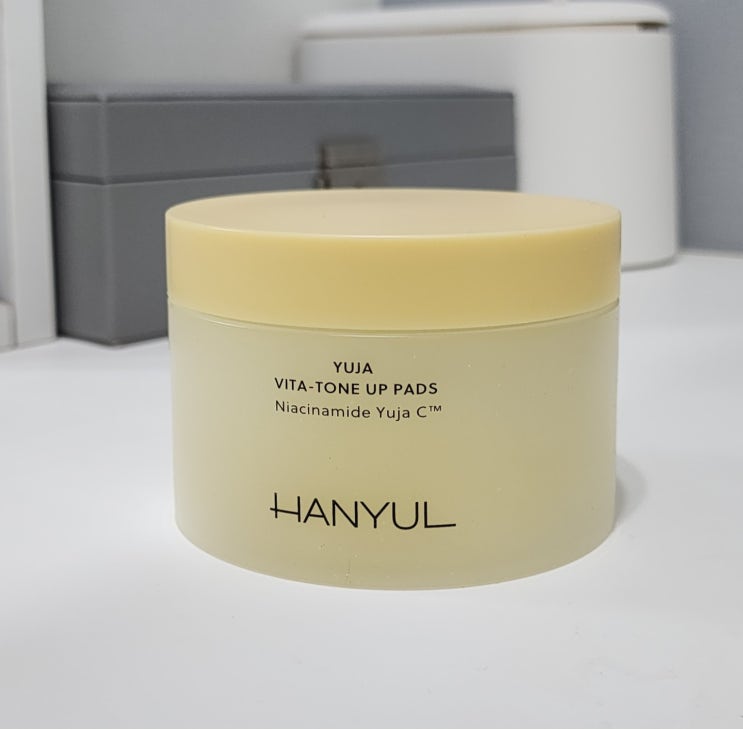 YUJA
VITA-TONE UP PADS
Niacinamide Yuja C™
HANYUL